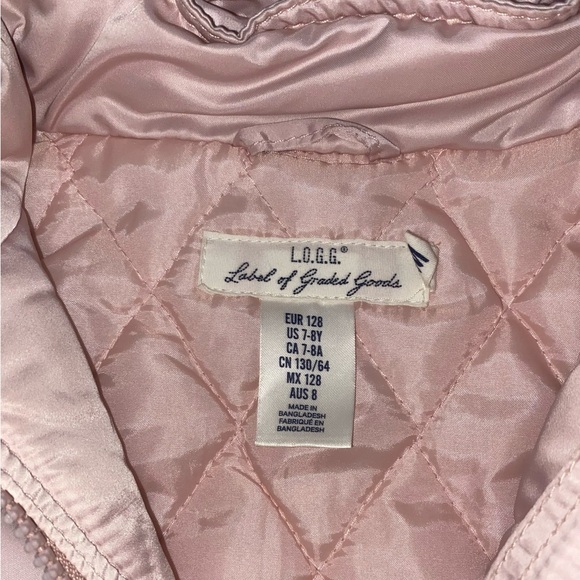 L.O.G.G.®
Label of Graded Goods
EUR 128
US 7-8Y
CA 7-8A
CN 130/64
MX 128
AUS 8
MADE IN
BANGLADESH
FABRIQUÉ EN
BANGLADESH